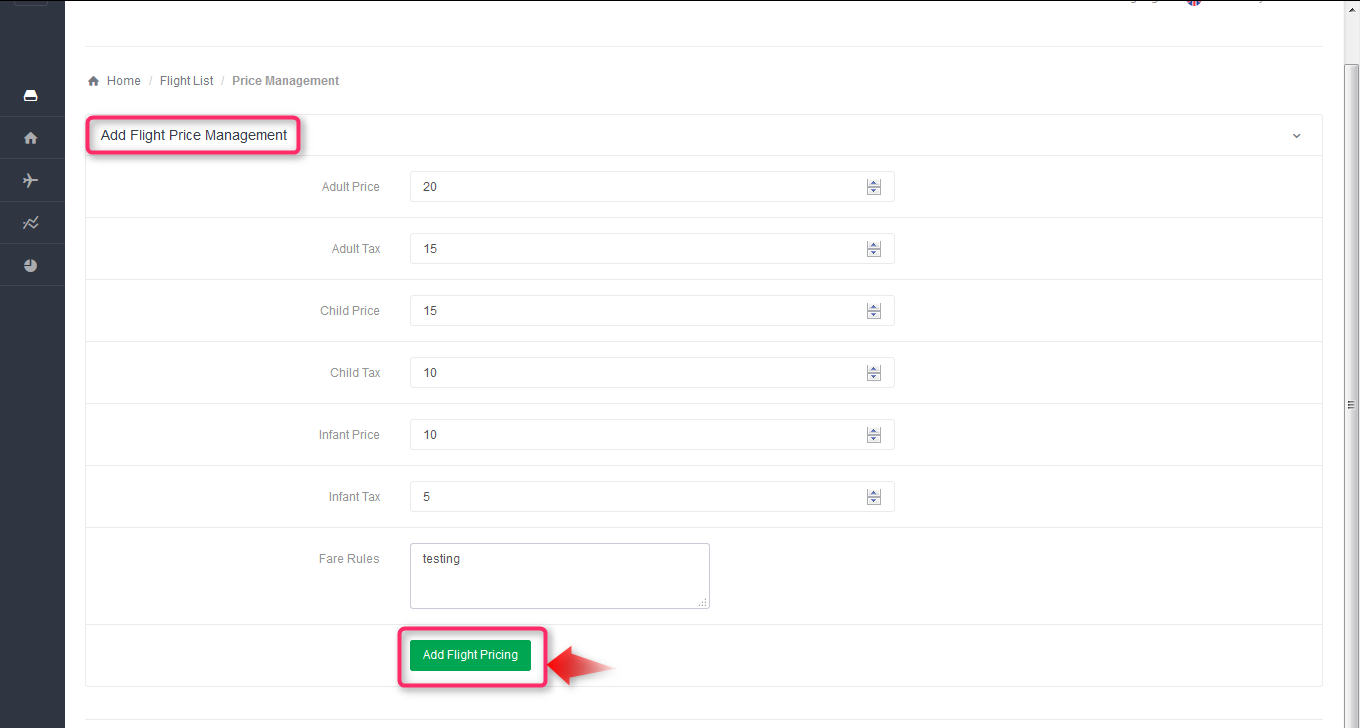 Home / Flight List / Price Management
Add Flight Price Management
Adult Price 20
Adult Tax 15
Child Price 15
Child Tax 10
Infant Price 10
Infant Tax 5
Fare Rules testing
Add Flight Pricing